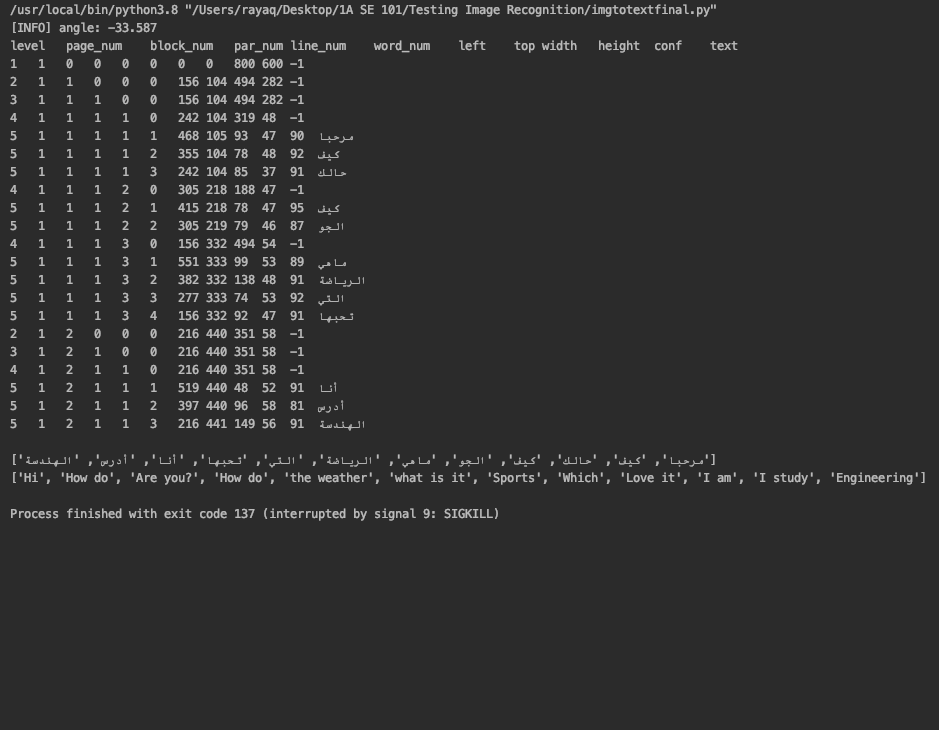 /usr/local/bin/python3.8 "/Users/rayaq/Desktop/1A SE 101/Testing Image Recognition/imgtotextfinal.py"
[INFO] angle: -33.587
level page_num block_num par_num line_num word_num left top width height conf text
1 1 0 0 0 0 0 0 800 600 -1
2 1 1 0 0 0 156 104 494 282 -1
3 1 1 1 0 0 156 104 494 282 -1
4 1 1 1 1 0 242 104 319 48 -1
5 1 1 1 1 1 468 105 93 47 90 مرحبا
5 1 1 1 1 2 355 104 78 48 92 كيف
5 1 1 1 1 3 242 104 85 37 91 حالك
4 1 1 1 2 0 305 218 188 47 -1
5 1 1 1 2 1 415 218 78 47 95 كيف
5 1 1 1 2 2 305 219 79 46 87 الجو
4 1 1 1 3 0 156 332 494 54 -1
5 1 1 1 3 1 551 333 99 53 89 ماهي
5 1 1 1 3 2 382 332 138 48 91 الرياضة
5 1 1 1 3 3 277 333 74 53 92 التي
5 1 1 1 3 4 156 332 92 47 91 تحبها
2 1 2 0 0 0 216 440 351 58 -1
3 1 2 1 0 0 216 440 351 58 -1
4 1 2 1 1 0 216 440 351 58 -1
5 1 2 1 1 1 519 440 48 52 91 أنا
5 1 2 1 1 2 397 440 96 58 81 أدرس
5 1 2 1 1 3 216 441 149 56 91 الهندسة
['مرحبا', 'كيف', 'حالك', 'كيف', 'الجو', 'ماهي', 'الرياضة', 'التي', 'تحبها', 'أنا', 'أدرس', 'الهندسة']
['Hi', 'How do', 'Are you?', 'How do', 'the weather', 'what is it', 'Sports', 'Which', 'Love it', 'I am', 'I study', 'Engineering']
Process finished with exit code 137 (interrupted by signal 9: SIGKILL)